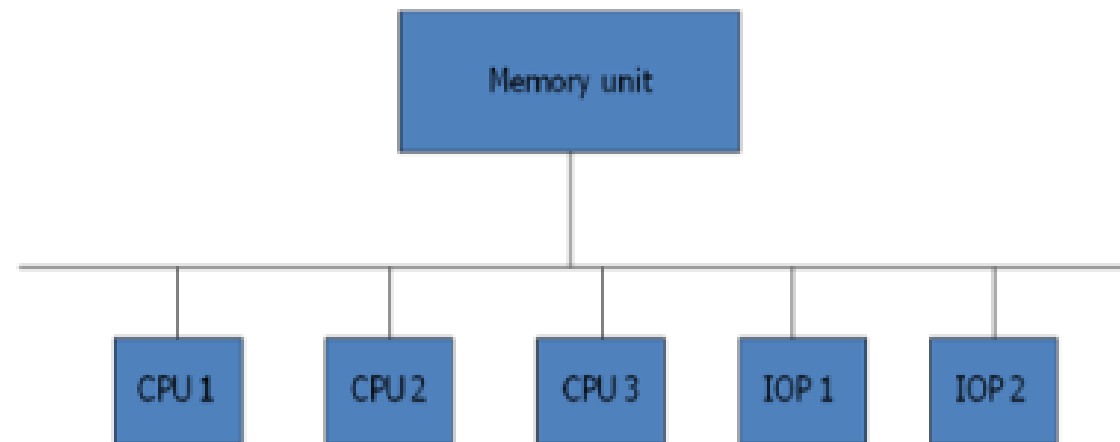 Memory unit
CPU 1
CPU 2
CPU 3
IOP 1
IOP 2